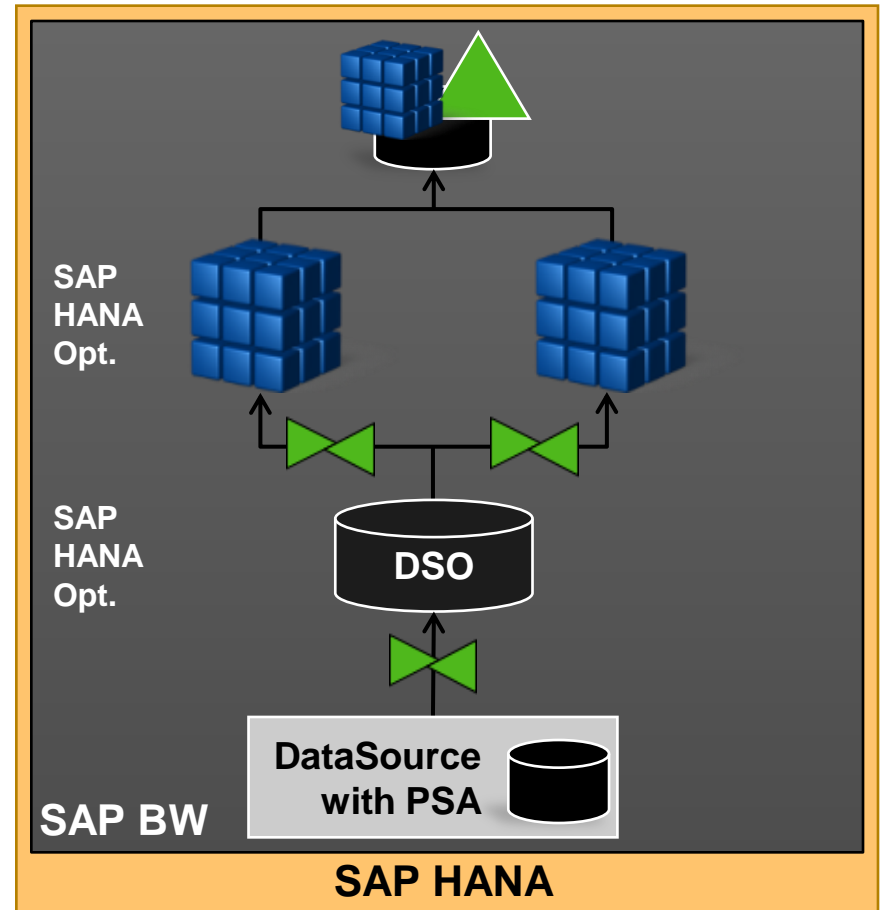 SAP
HANA
Opt.
SAP
HANA
Opt.
DSO
DataSource
with PSA
SAP BW
SAP HANA